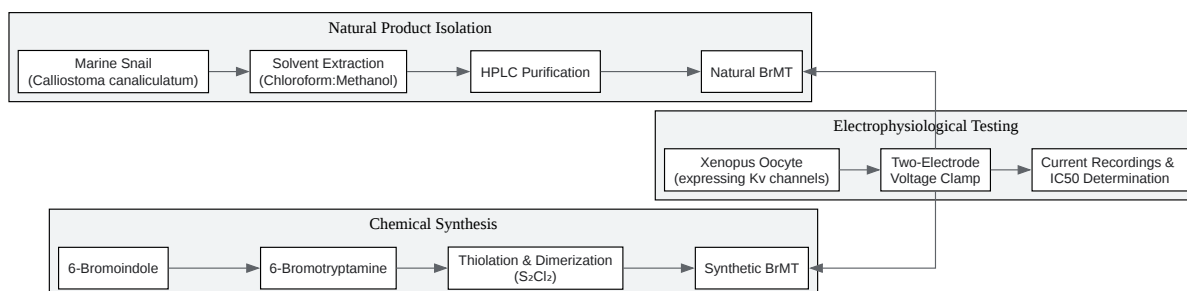 Natural Product Isolation
Marine Snail
(Calliostoma canaliculatum)
Solvent Extraction
(Chloroform:Methanol)
HPLC Purification
Natural BrMT
Electrophysiological Testing
Xenopus Oocyte
(expressing Kv channels)
Two-Electrode
Voltage Clamp
Current Recordings &
IC50 Determination
Chemical Synthesis
6-Bromoindole
6-Bromotryptamine
Thiolation & Dimerization
(S₂Cl₂)
Synthetic BrMT